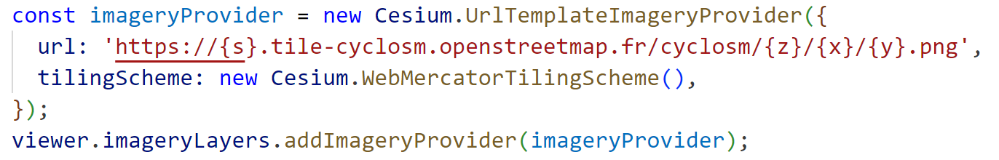 const imageryProvider = new Cesium.UrlTemplateImageryProvider({
  url: 'https://{s}.tile-cyclosm.openstreetmap.fr/cyclosm/{z}/{x}/{y}.png',
  tilingScheme: new Cesium.WebMercatorTilingScheme(),
});
viewer.imageryLayers.addImageryProvider(imageryProvider);